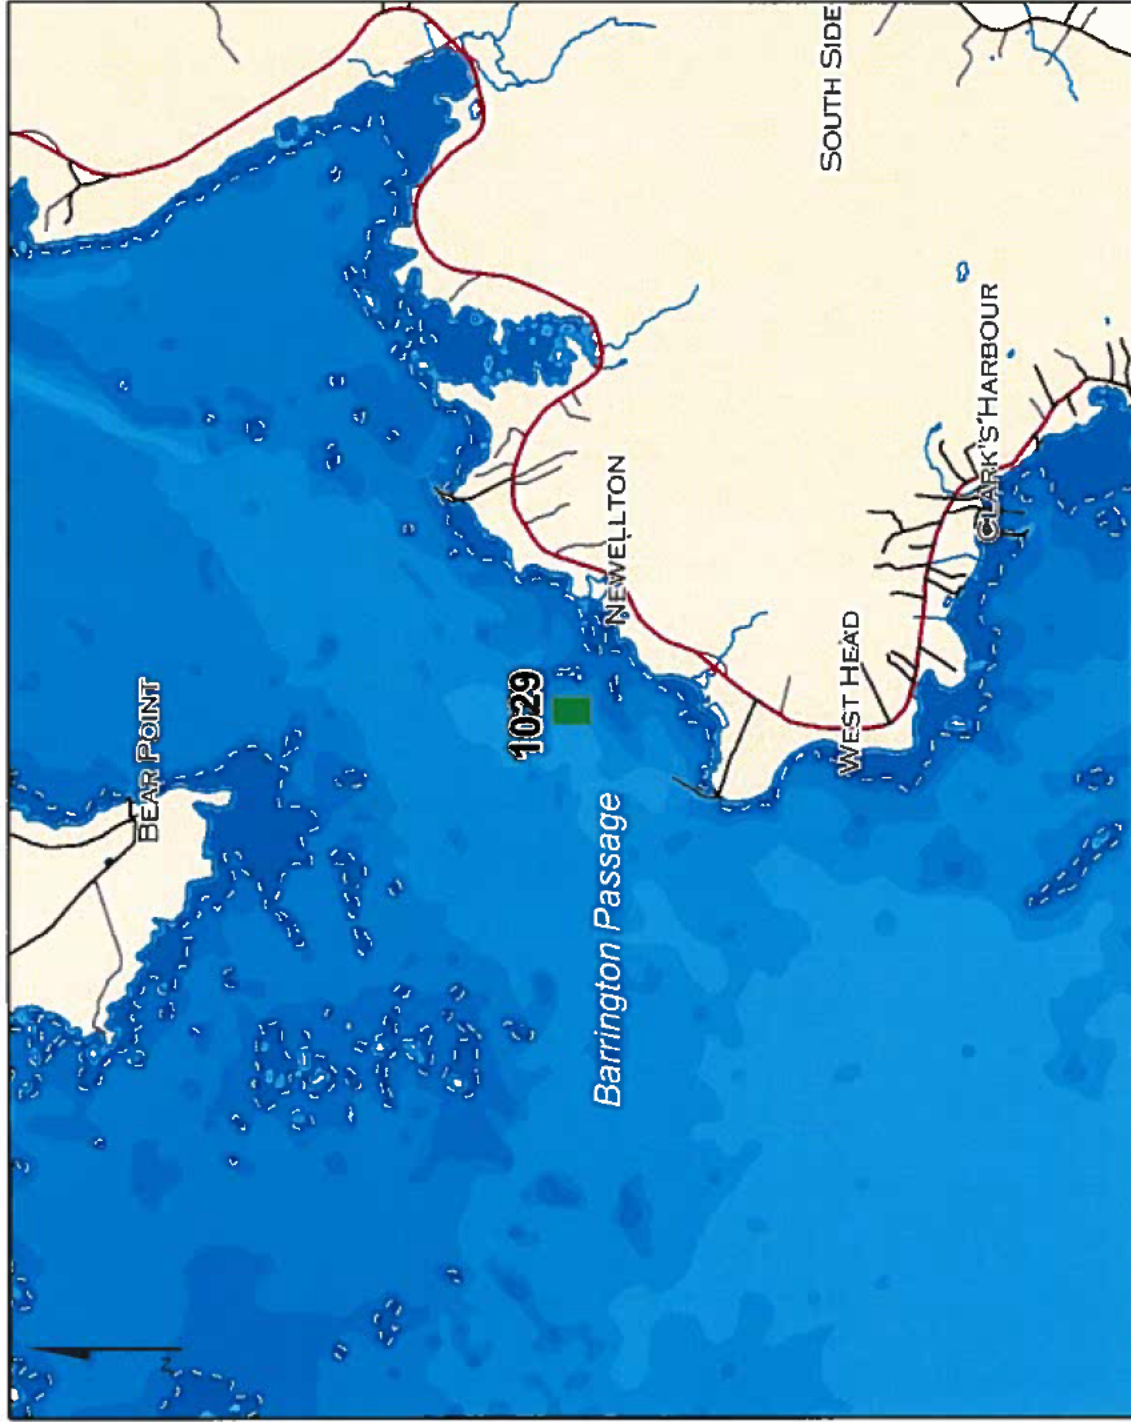 SOUTH SIDE
CLARK'S HARBOUR
NEWELLTON
WEST HEAD
BEAR POINT
1029
Barrington Passage
N